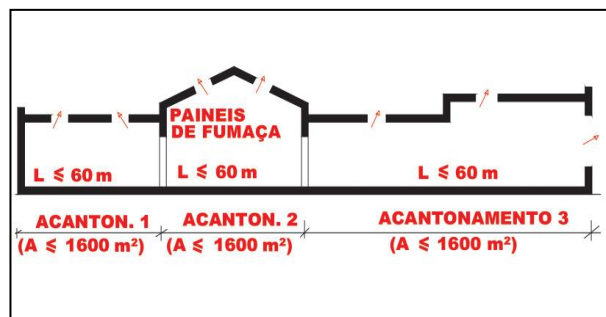 PAINEIS
DE FUMAÇA
L ≤ 60 m
L ≤ 60 m
L ≤ 60 m
ACANTON. 1
ACANTON. 2
ACANTONAMENTO 3
(A ≤ 1600 m²)
(A ≤ 1600 m²)
(A ≤ 1600 m²)